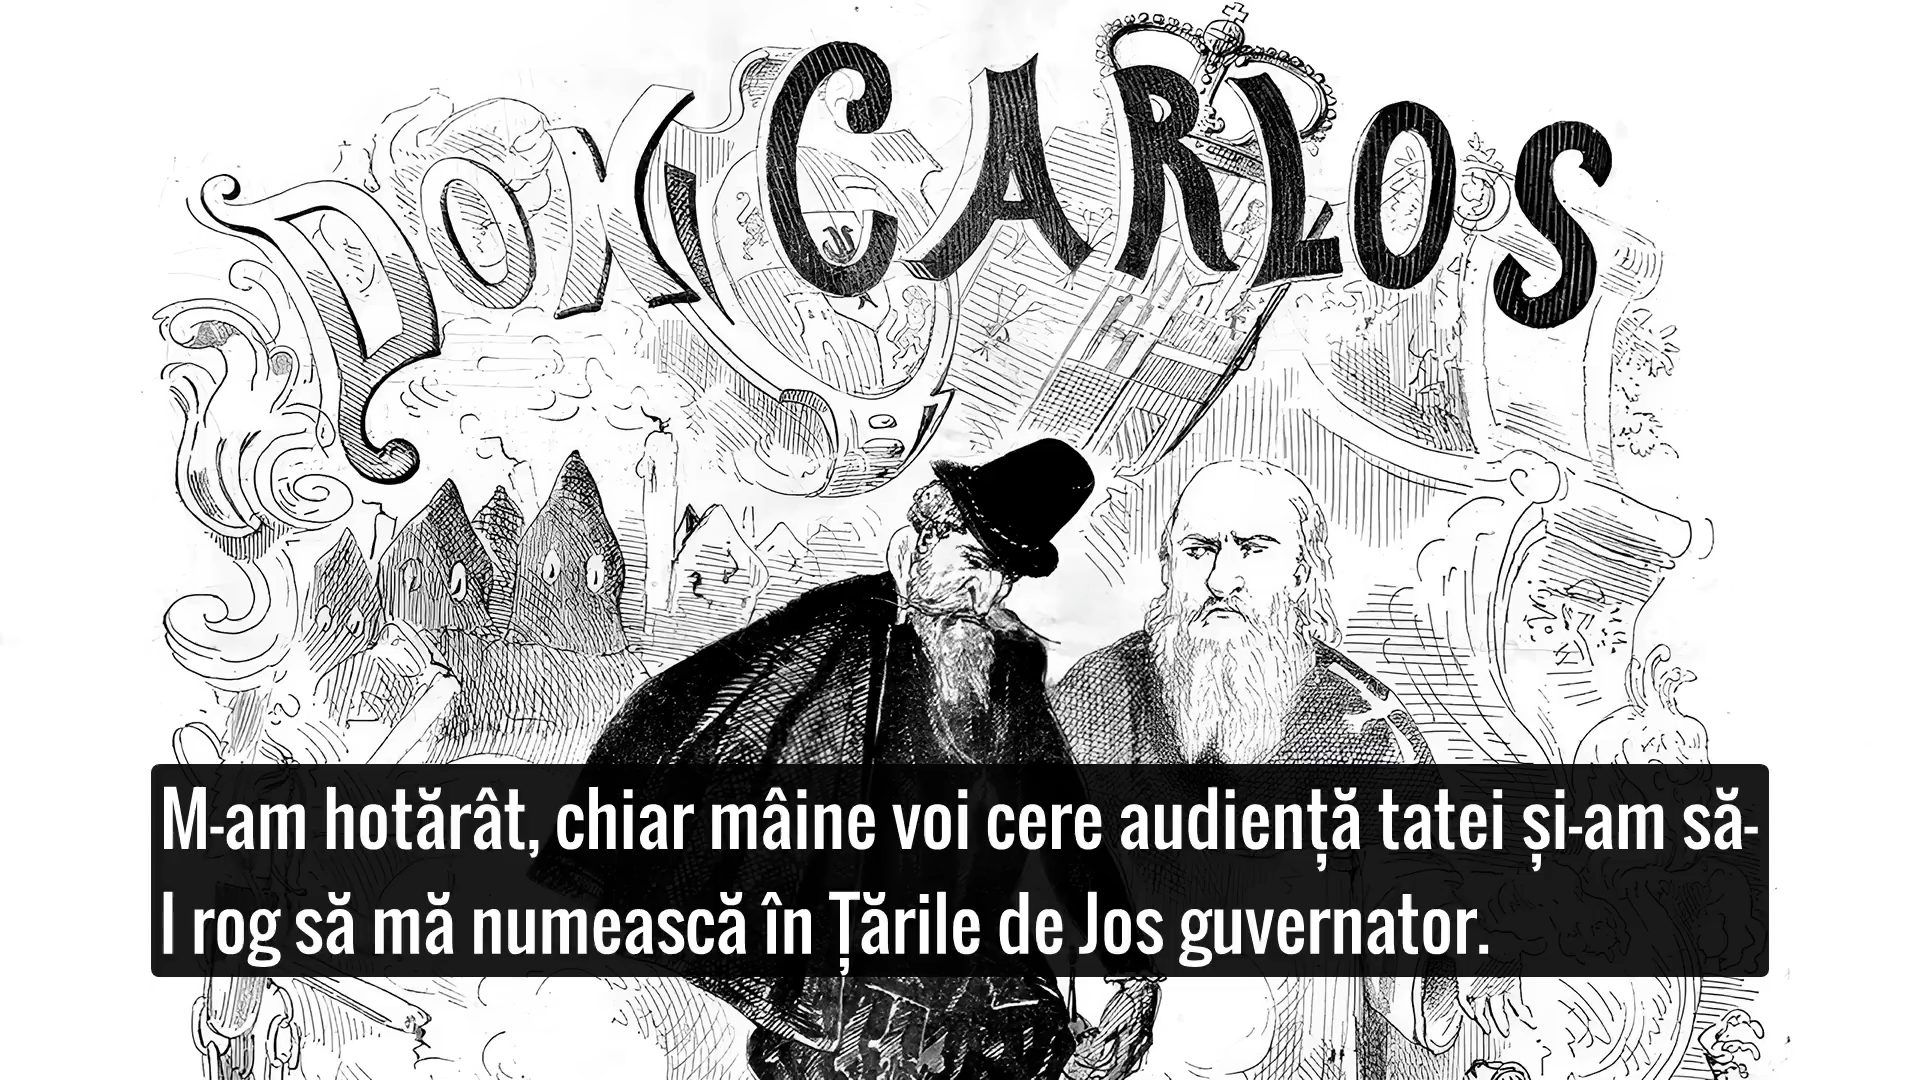 DON CARLOS
M-am hotărât, chiar mâine voi cere audiență tatei și-am să-
l rog să mă numească în Țările de Jos guvernator.